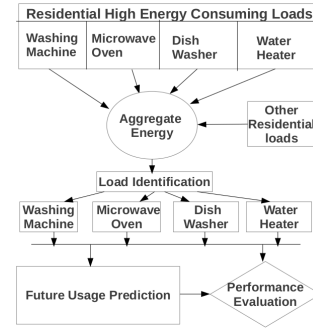 Residential High Energy Consuming Loads
Washing Microwave Dish Water
Machine Oven Washer Heater
Aggregate
Energy
Other
Residential
loads
Load Identification
Washing Microwave Dish Water
Machine Oven Washer Heater
Future Usage Prediction
Performance
Evaluation